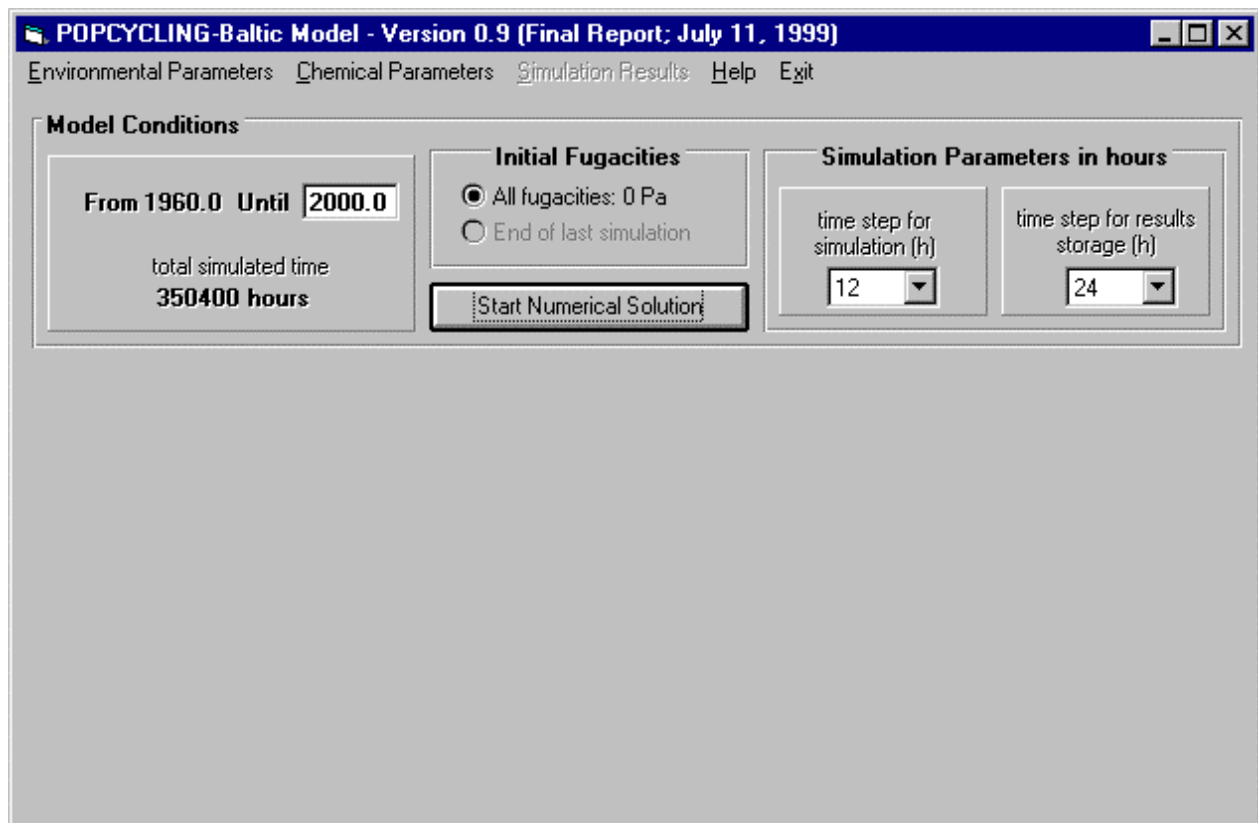 POPCYCLING-Baltic Model - Version 0.9 (Final Report; July 11, 1999)
Environmental Parameters Chemical Parameters Simulation Results Help Exit
Model Conditions
From 1960.0 Until 2000.0
total simulated time
350400 hours
Initial Fugacities
All fugacities: 0 Pa
End of last simulation
Start Numerical Solution
Simulation Parameters in hours
time step for
simulation (h)
12
time step for results
storage (h)
24